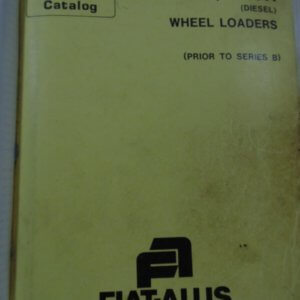 Catalog
(DIESEL)
WHEEL LOADERS
(PRIOR TO SERIES B)
FIAT-ALLIS